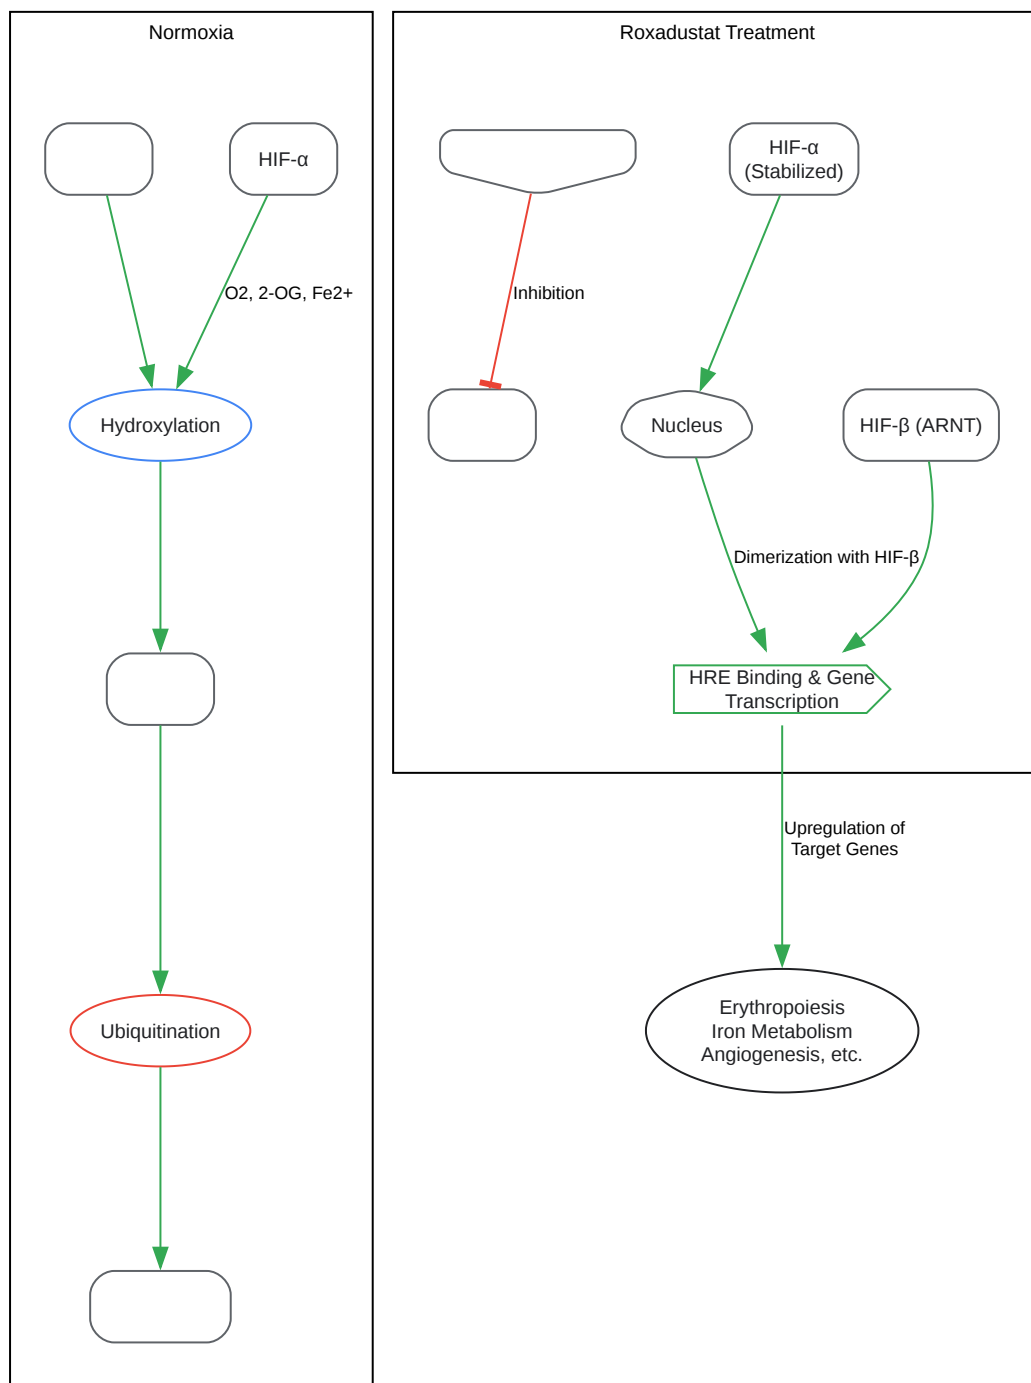 Normoxia
HIF-α
O2, 2-OG, Fe2+
Hydroxylation
Ubiquitination
Roxadustat Treatment
HIF-α
(Stabilized)
Inhibition
Nucleus
HIF-β (ARNT)
Dimerization with HIF-β
HRE Binding & Gene
Transcription
Upregulation of
Target Genes
Erythropoiesis
Iron Metabolism
Angiogenesis, etc.